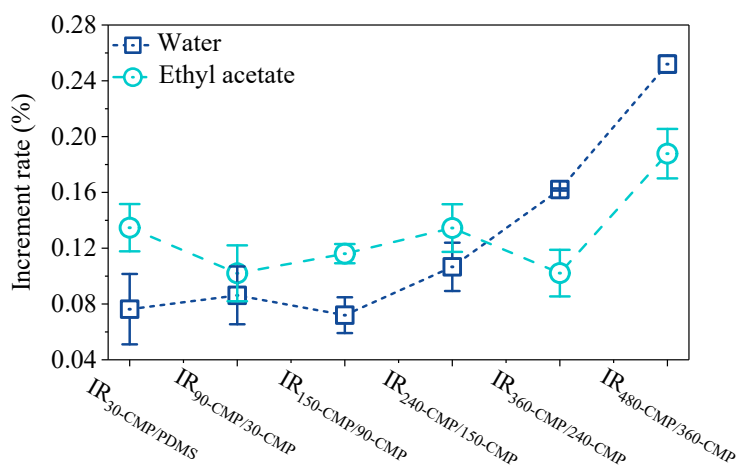 0.28
0.24
0.20
0.16
0.12
0.08
0.04
Increment rate (%)
Water
Ethyl acetate
IR30-CMP/PDMS
IR90-CMP/30-CMP
IR150-CMP/90-CMP
IR240-CMP/150-CMP
IR360-CMP/240-CMP
IR480-CMP/360-CMP